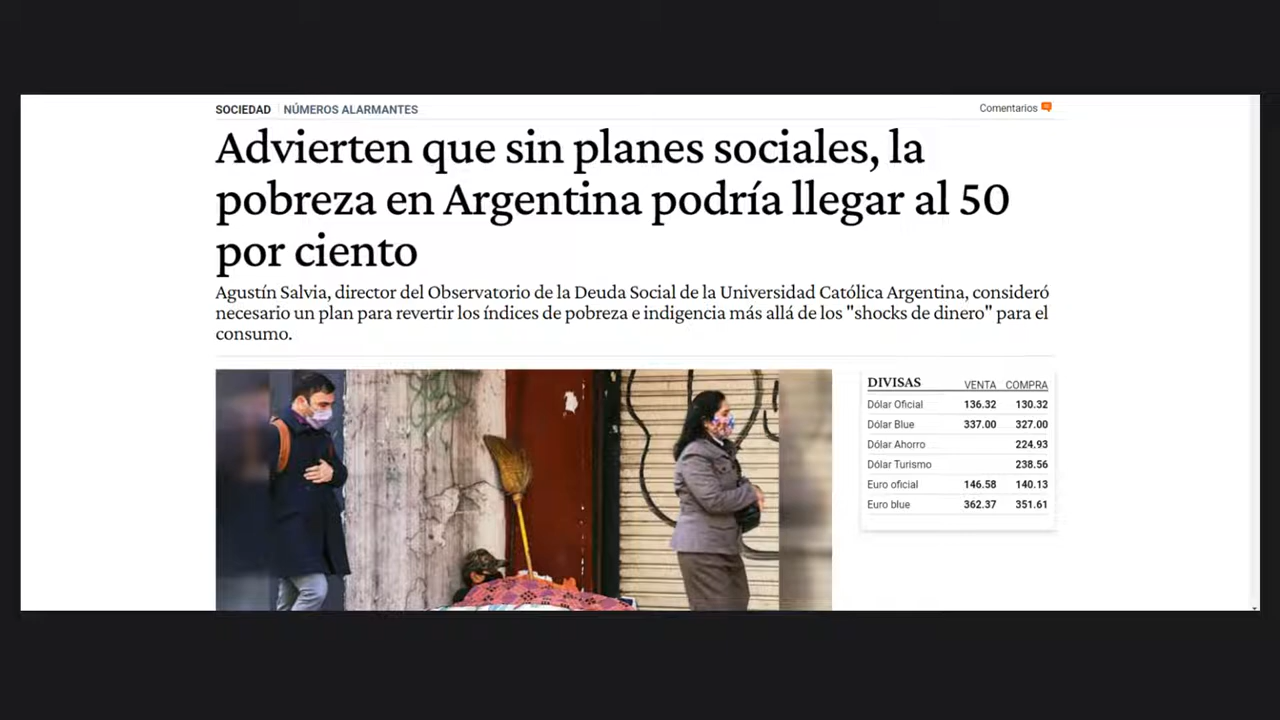 SOCIEDAD NÚMEROS ALARMANTES
Comentarios
Advierten que sin planes sociales, la
pobreza en Argentina podría llegar al 50
por ciento
Agustín Salvia, director del Observatorio de la Deuda Social de la Universidad Católica Argentina, consideró
necesario un plan para revertir los índices de pobreza e indigencia más allá de los "shocks de dinero" para el
consumo.
DIVISAS VENTA COMPRA
Dólar Oficial 136.32 130.32
Dólar Blue 337.00 327.00
Dólar Ahorro 224.93
Dólar Turismo 238.56
Euro oficial 146.58 140.13
Euro blue 362.37 351.61